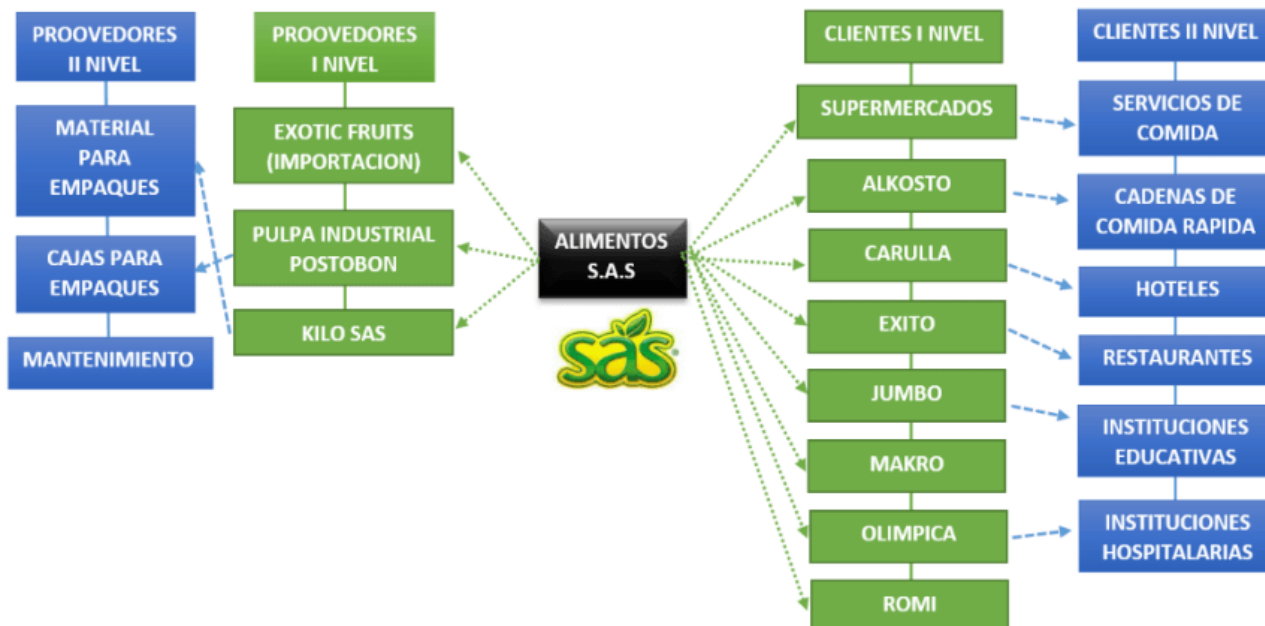 PROOVEDORES
II NIVEL
MATERIAL
PARA
EMPAQUES
CAJAS PARA
EMPAQUES
MANTENIMIENTO
PROOVEDORES
I NIVEL
EXOTIC FRUITS
(IMPORTACION)
PULPA INDUSTRIAL
POSTOBON
KILO SAS
ALIMENTOS
S.A.S
sas
CLIENTES I NIVEL
SUPERMERCADOS
ALKOSTO
CARULLA
EXITO
JUMBO
MAKRO
OLIMPICA
ROMI
CLIENTES II NIVEL
SERVICIOS DE
COMIDA
CADENAS DE
COMIDA RAPIDA
HOTELES
RESTAURANTES
INSTITUCIONES
EDUCATIVAS
INSTITUCIONES
HOSPITALARIAS